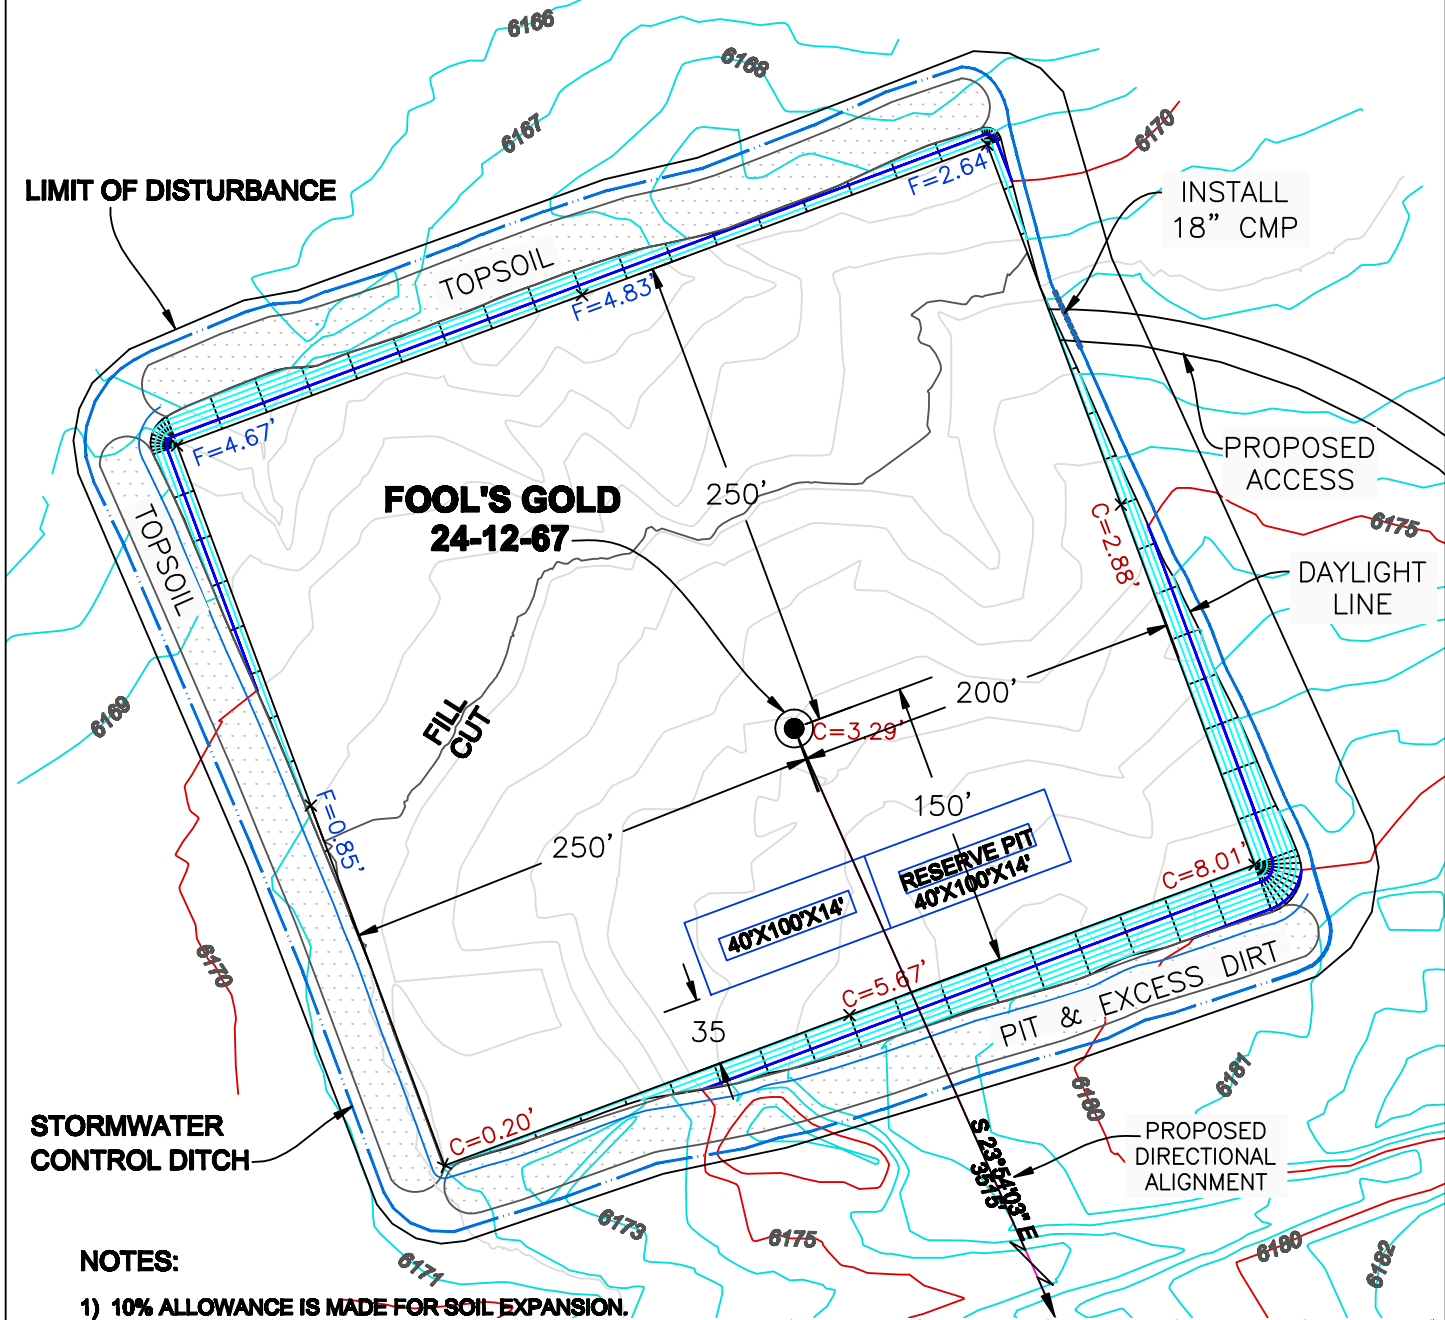 6166
6168
6167
6170
LIMIT OF DISTURBANCE
INSTALL
18” CMP
F=2.64'
TOPSOIL
F=4.83'
F=4.67'
PROPOSED
ACCESS
250'
FOOL'S GOLD
24-12-67
TOPSOIL
C=2.88'
6175
DAYLIGHT
LINE
6169
FILL
CUT
200'
C=3.29'
F=0.85'
250'
150'
RESERVE PIT
40'X100'X14'
C=8.01'
40'X100'X14'
6170
C=5.67'
PIT & EXCESS DIRT
35
C=0.20'
6180
6181
STORMWATER
CONTROL DITCH
PROPOSED
DIRECTIONAL
ALIGNMENT
S 23°54'03" E
3515'
6173
6175
6180
6182
6171
NOTES:
1) 10% ALLOWANCE IS MADE FOR SOIL EXPANSION.